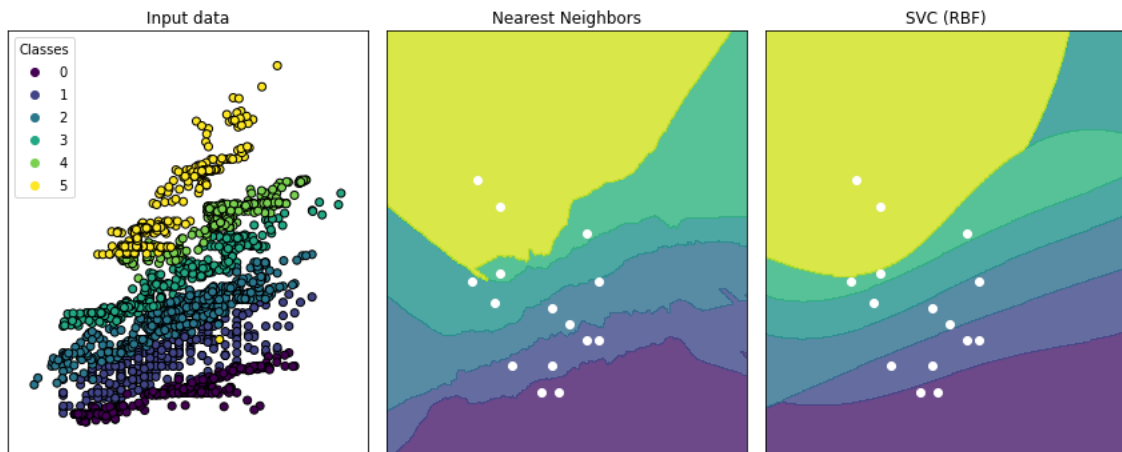 Input data
Nearest Neighbors
SVC (RBF)
Classes
0
1
2
3
4
5